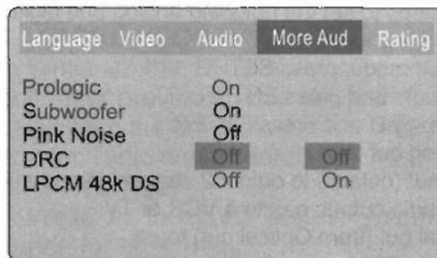 Language Video Audio More Aud Rating
Prologic On
Subwoofer On
Pink Noise Off
DRC Off Off
LPCM 48k DS Off On